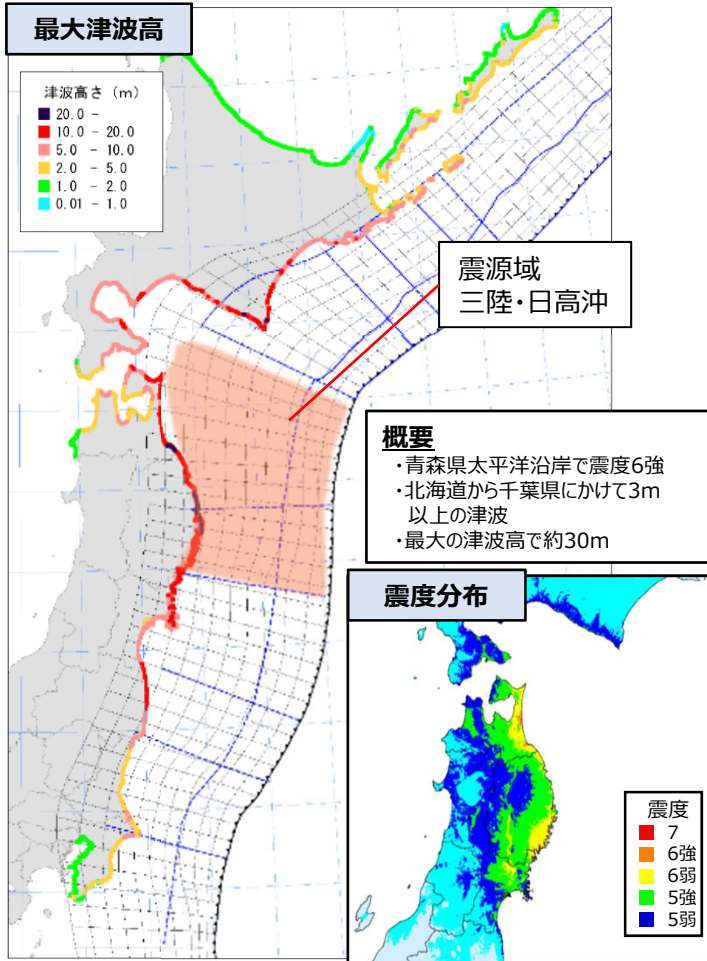 最大津波高
津波高さ (m)
20.0 -
10.0 - 20.0
5.0 - 10.0
2.0 - 5.0
1.0 - 2.0
0.01 - 1.0
震源域
三陸・日高沖
概要
・青森県太平洋沿岸で震度6強
・北海道から千葉県にかけて3m
以上の津波
・最大の津波高で約30m
震度分布
震度
7
6強
6弱
5強
5弱